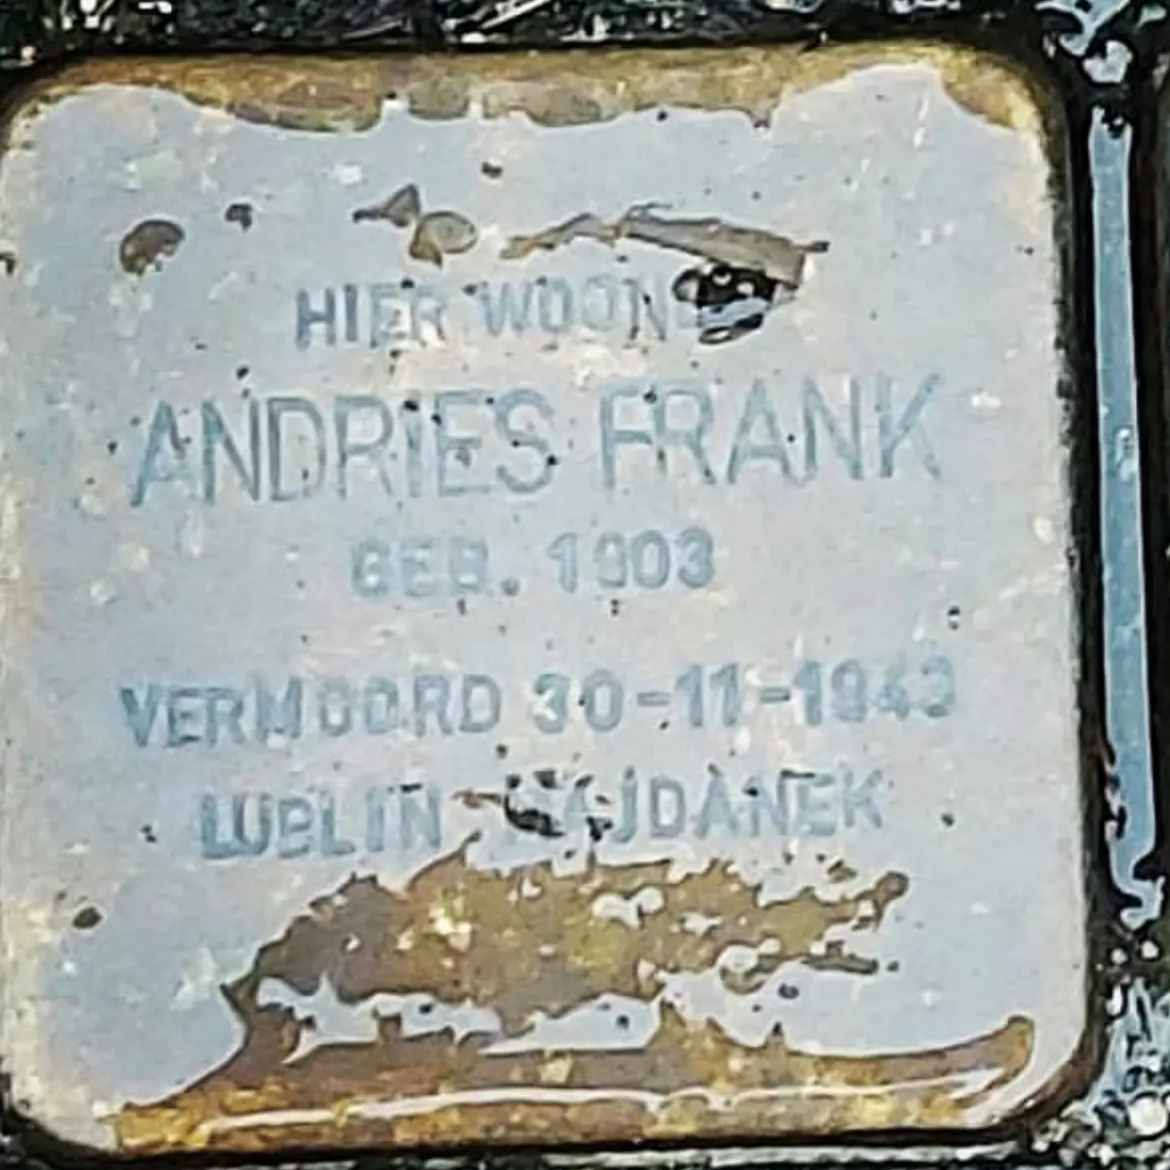 HIER WOONDE
ANDRIES FRANK
GEB. 1903
VERMOORD 30-11-1943
LUBLIN-MAJDANEK